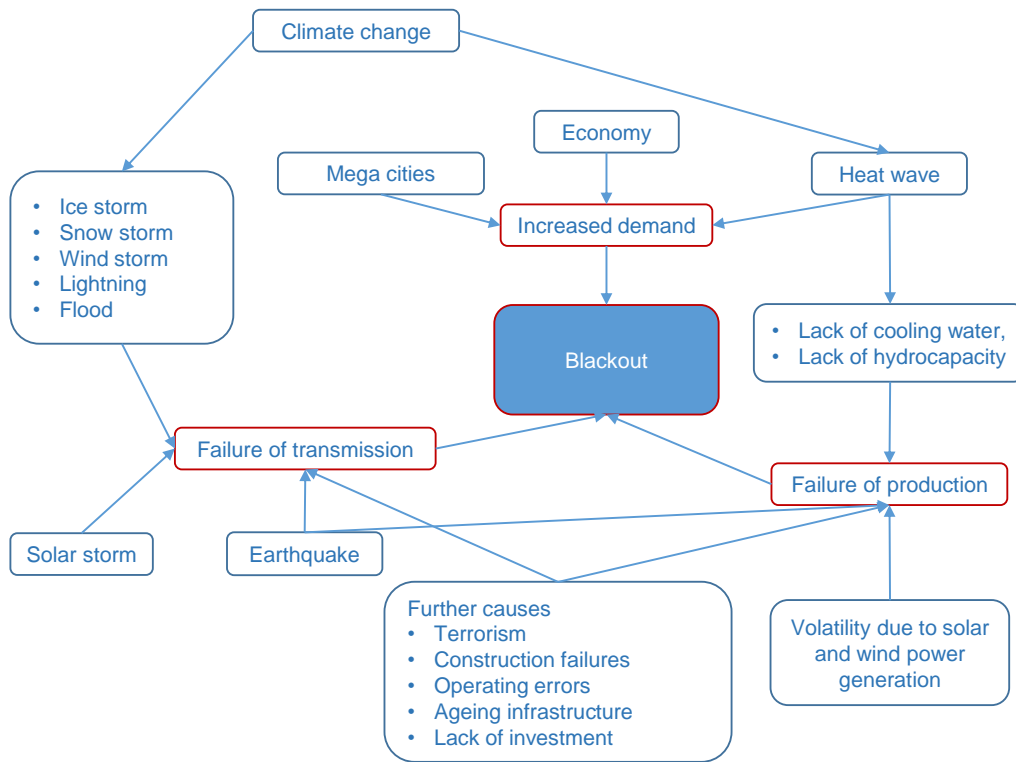 Climate change
Economy
Mega cities
Heat wave
• Ice storm
• Snow storm
• Wind storm
• Lightning
• Flood
Increased demand
Blackout
• Lack of cooling water,
• Lack of hydrocapacity
Failure of transmission
Failure of production
Solar storm
Earthquake
Further causes
• Terrorism
• Construction failures
• Operating errors
• Ageing infrastructure
• Lack of investment
Volatility due to solar
and wind power
generation